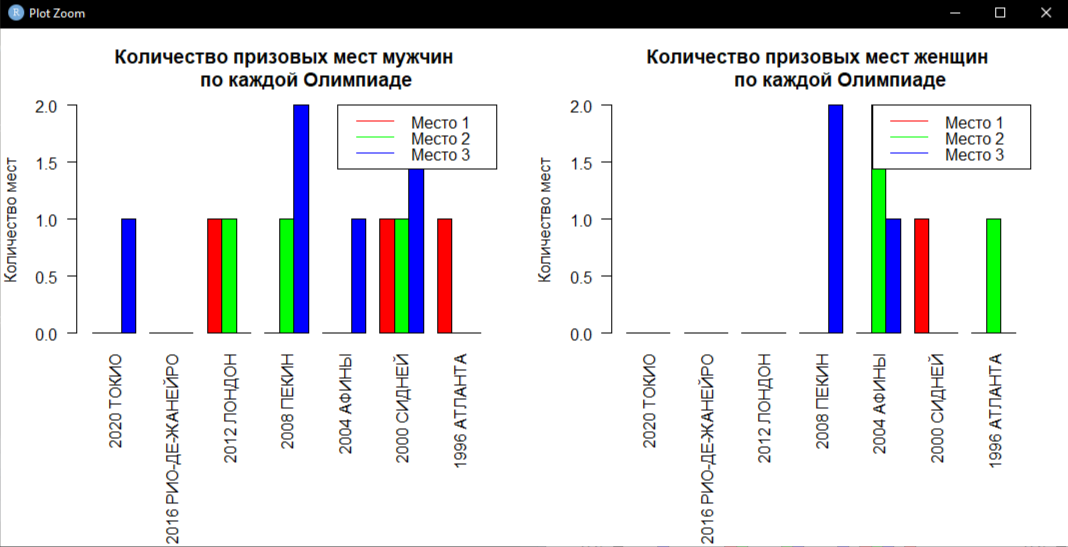 Plot Zoom
Количество призовых мест мужчин
по каждой Олимпиаде
Количество мест
2.0
1.5
1.0
0.5
0.0
Место 1
Место 2
Место 3
2020 ТОКИО
2016 РИО-ДЕ-ЖАНЕЙРО
2012 ЛОНДОН
2008 ПЕКИН
2004 АФИНЫ
2000 СИДНЕЙ
1996 АТЛАНТА
Количество призовых мест женщин
по каждой Олимпиаде
Количество мест
2.0
1.5
1.0
0.5
0.0
Место 1
Место 2
Место 3
2020 ТОКИО
2016 РИО-ДЕ-ЖАНЕЙРО
2012 ЛОНДОН
2008 ПЕКИН
2004 АФИНЫ
2000 СИДНЕЙ
1996 АТЛАНТА